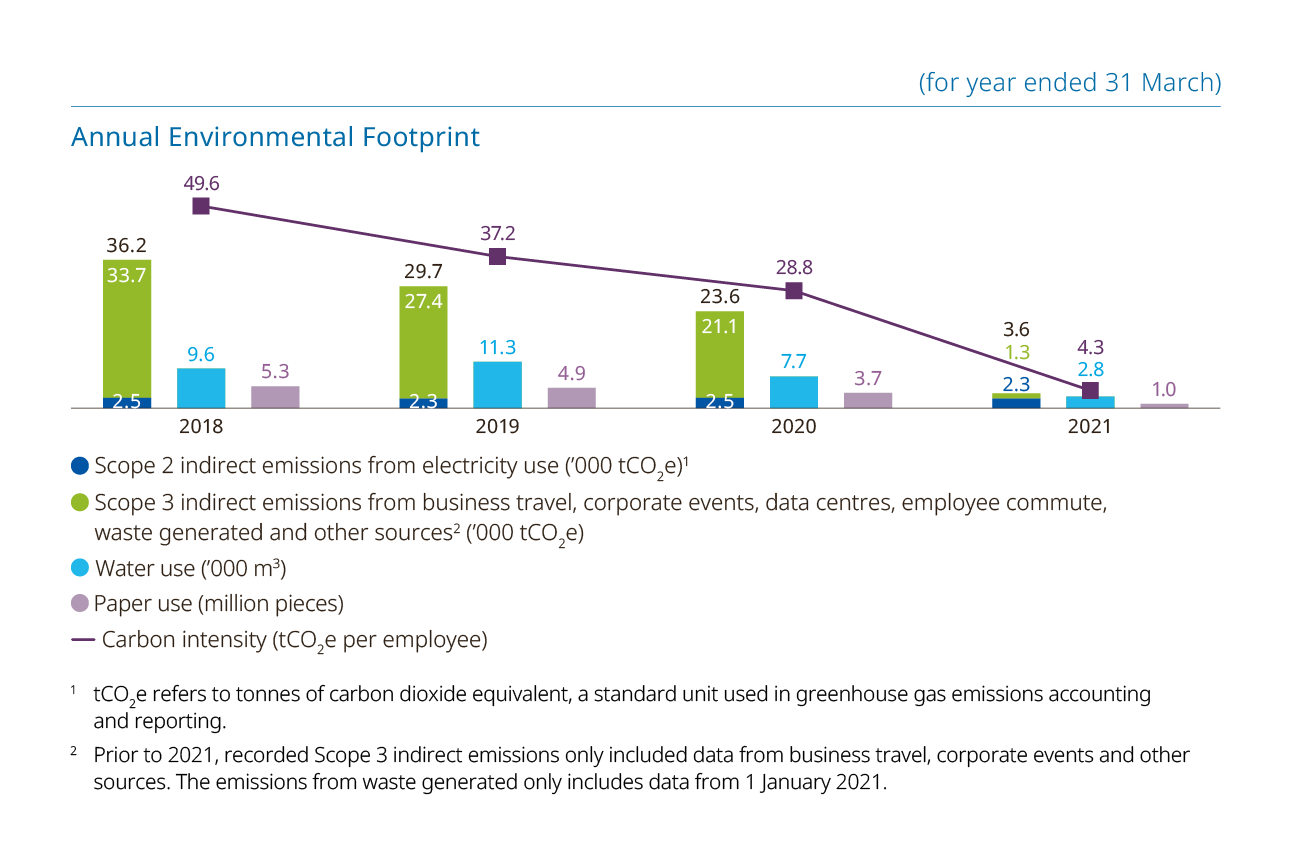 (for year ended 31 March)
Annual Environmental Footprint
49.6
37.2
28.8
4.3
36.2
33.7
2.5
9.6
5.3
29.7
27.4
2.3
11.3
4.9
23.6
21.1
2.5
7.7
3.7
3.6
1.3
2.3
2.8
1.0
2018 2019 2020 2021
Scope 2 indirect emissions from electricity use ('000 tCO₂e)¹
Scope 3 indirect emissions from business travel, corporate events, data centres, employee commute,
waste generated and other sources² ('000 tCO₂e)
Water use ('000 m³)
Paper use (million pieces)
Carbon intensity (tCO₂e per employee)
¹ tCO₂e refers to tonnes of carbon dioxide equivalent, a standard unit used in greenhouse gas emissions accounting
and reporting.
² Prior to 2021, recorded Scope 3 indirect emissions only included data from business travel, corporate events and other
sources. The emissions from waste generated only includes data from 1 January 2021.